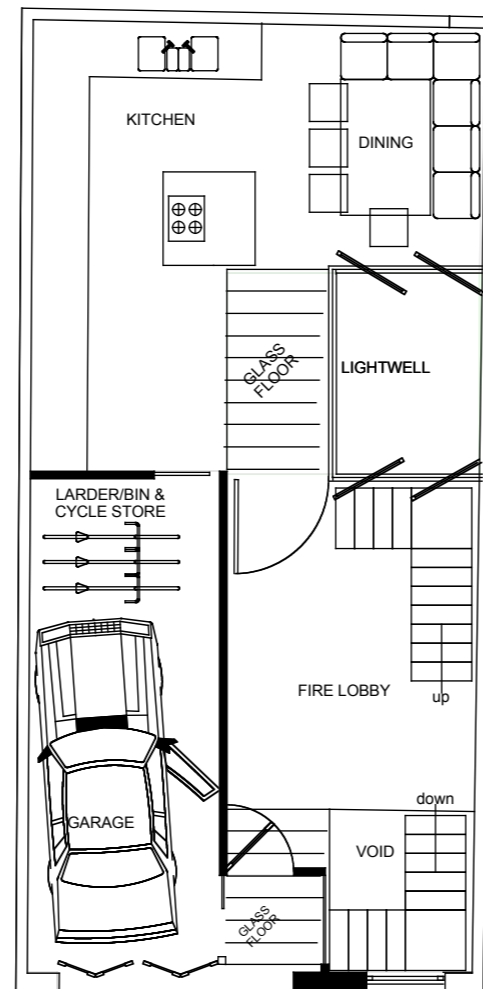 KITCHEN
DINING
GLASS
FLOOR
LIGHTWELL
LARDER/BIN &
CYCLE STORE
FIRE LOBBY
up
down
GARAGE
VOID
GLASS
FLOOR